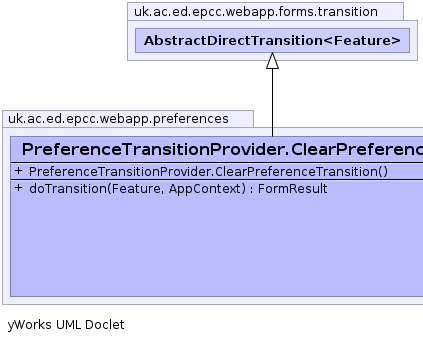 uk.ac.ed.epcc.webapp.forms.transition
AbstractDirectTransition<Feature>
uk.ac.ed.epcc.webapp.preferences
PreferenceTransitionProvider.ClearPreferenc
+ PreferenceTransitionProvider.ClearPreferenceTransition()
+ doTransition(Feature, AppContext) : FormResult
yWorks UML Doclet